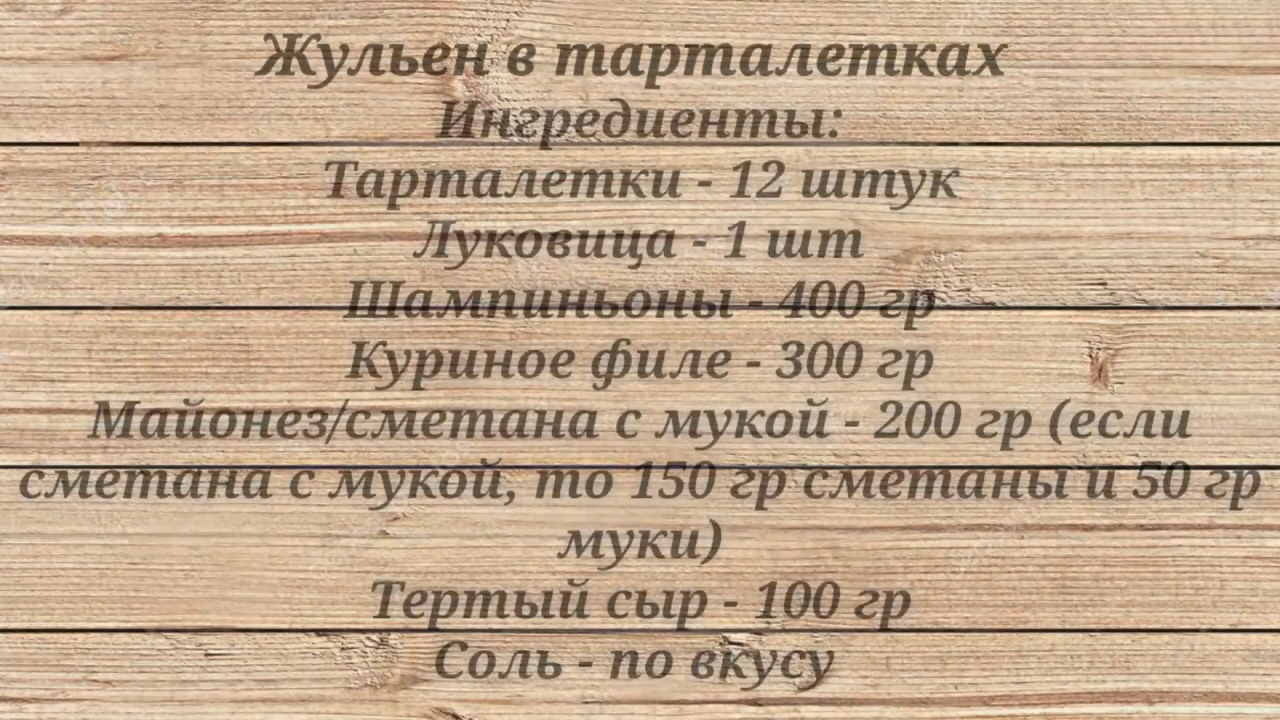 Жульен в тарталетках
Ингредиенты:
Тарталетки - 12 штук
Луковица - 1 шт
Шампиньоны - 400 гр
Куриное филе - 300 гр
Майонез/сметана с мукой - 200 гр (если
сметана с мукой, то 150 гр сметаны и 50 гр
муки)
Тертый сыр - 100 гр
Соль - по вкусу